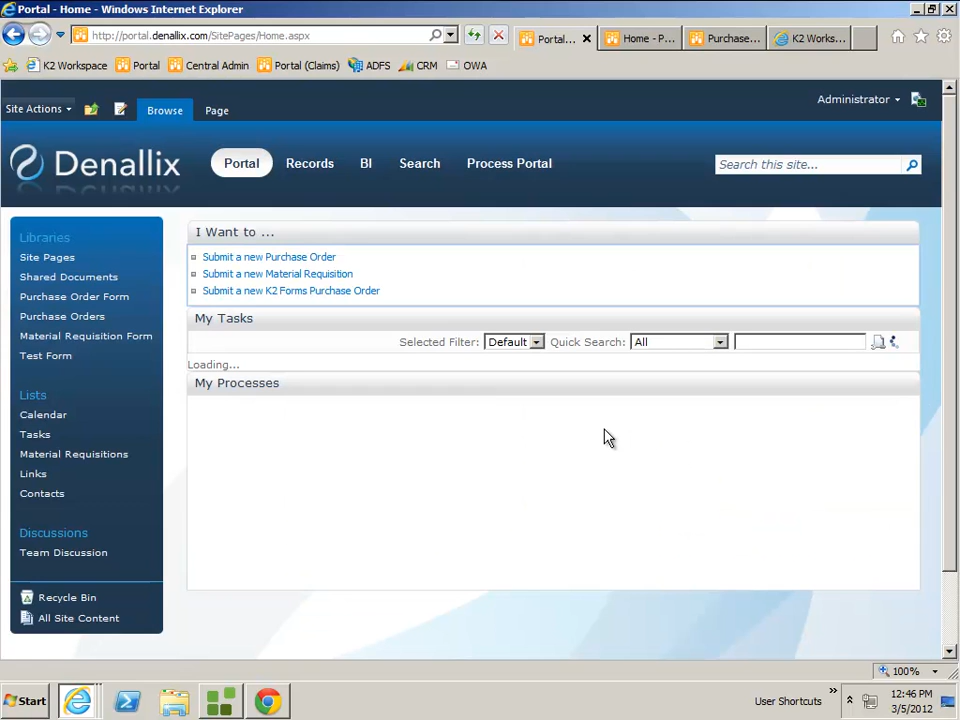 Portal - Home - Windows Internet Explorer
http://portal.denallix.com/SitePages/Home.aspx
Portal...
Home - P...
Purchase...
K2 Works...
K2 Workspace
Portal
Central Admin
Portal (Claims)
ADFS
CRM
OWA
Site Actions
Browse
Page
Administrator
Denallix
Portal
Records
BI
Search
Process Portal
Search this site...
Libraries
Site Pages
Shared Documents
Purchase Order Form
Purchase Orders
Material Requisition Form
Test Form
Lists
Calendar
Tasks
Material Requisitions
Links
Contacts
Discussions
Team Discussion
Recycle Bin
All Site Content
I Want to ...
Submit a new Purchase Order
Submit a new Material Requisition
Submit a new K2 Forms Purchase Order
My Tasks
Selected Filter: Default Quick Search: All
Loading...
My Processes
100%
Start
User Shortcuts
12:46 PM
3/5/2012